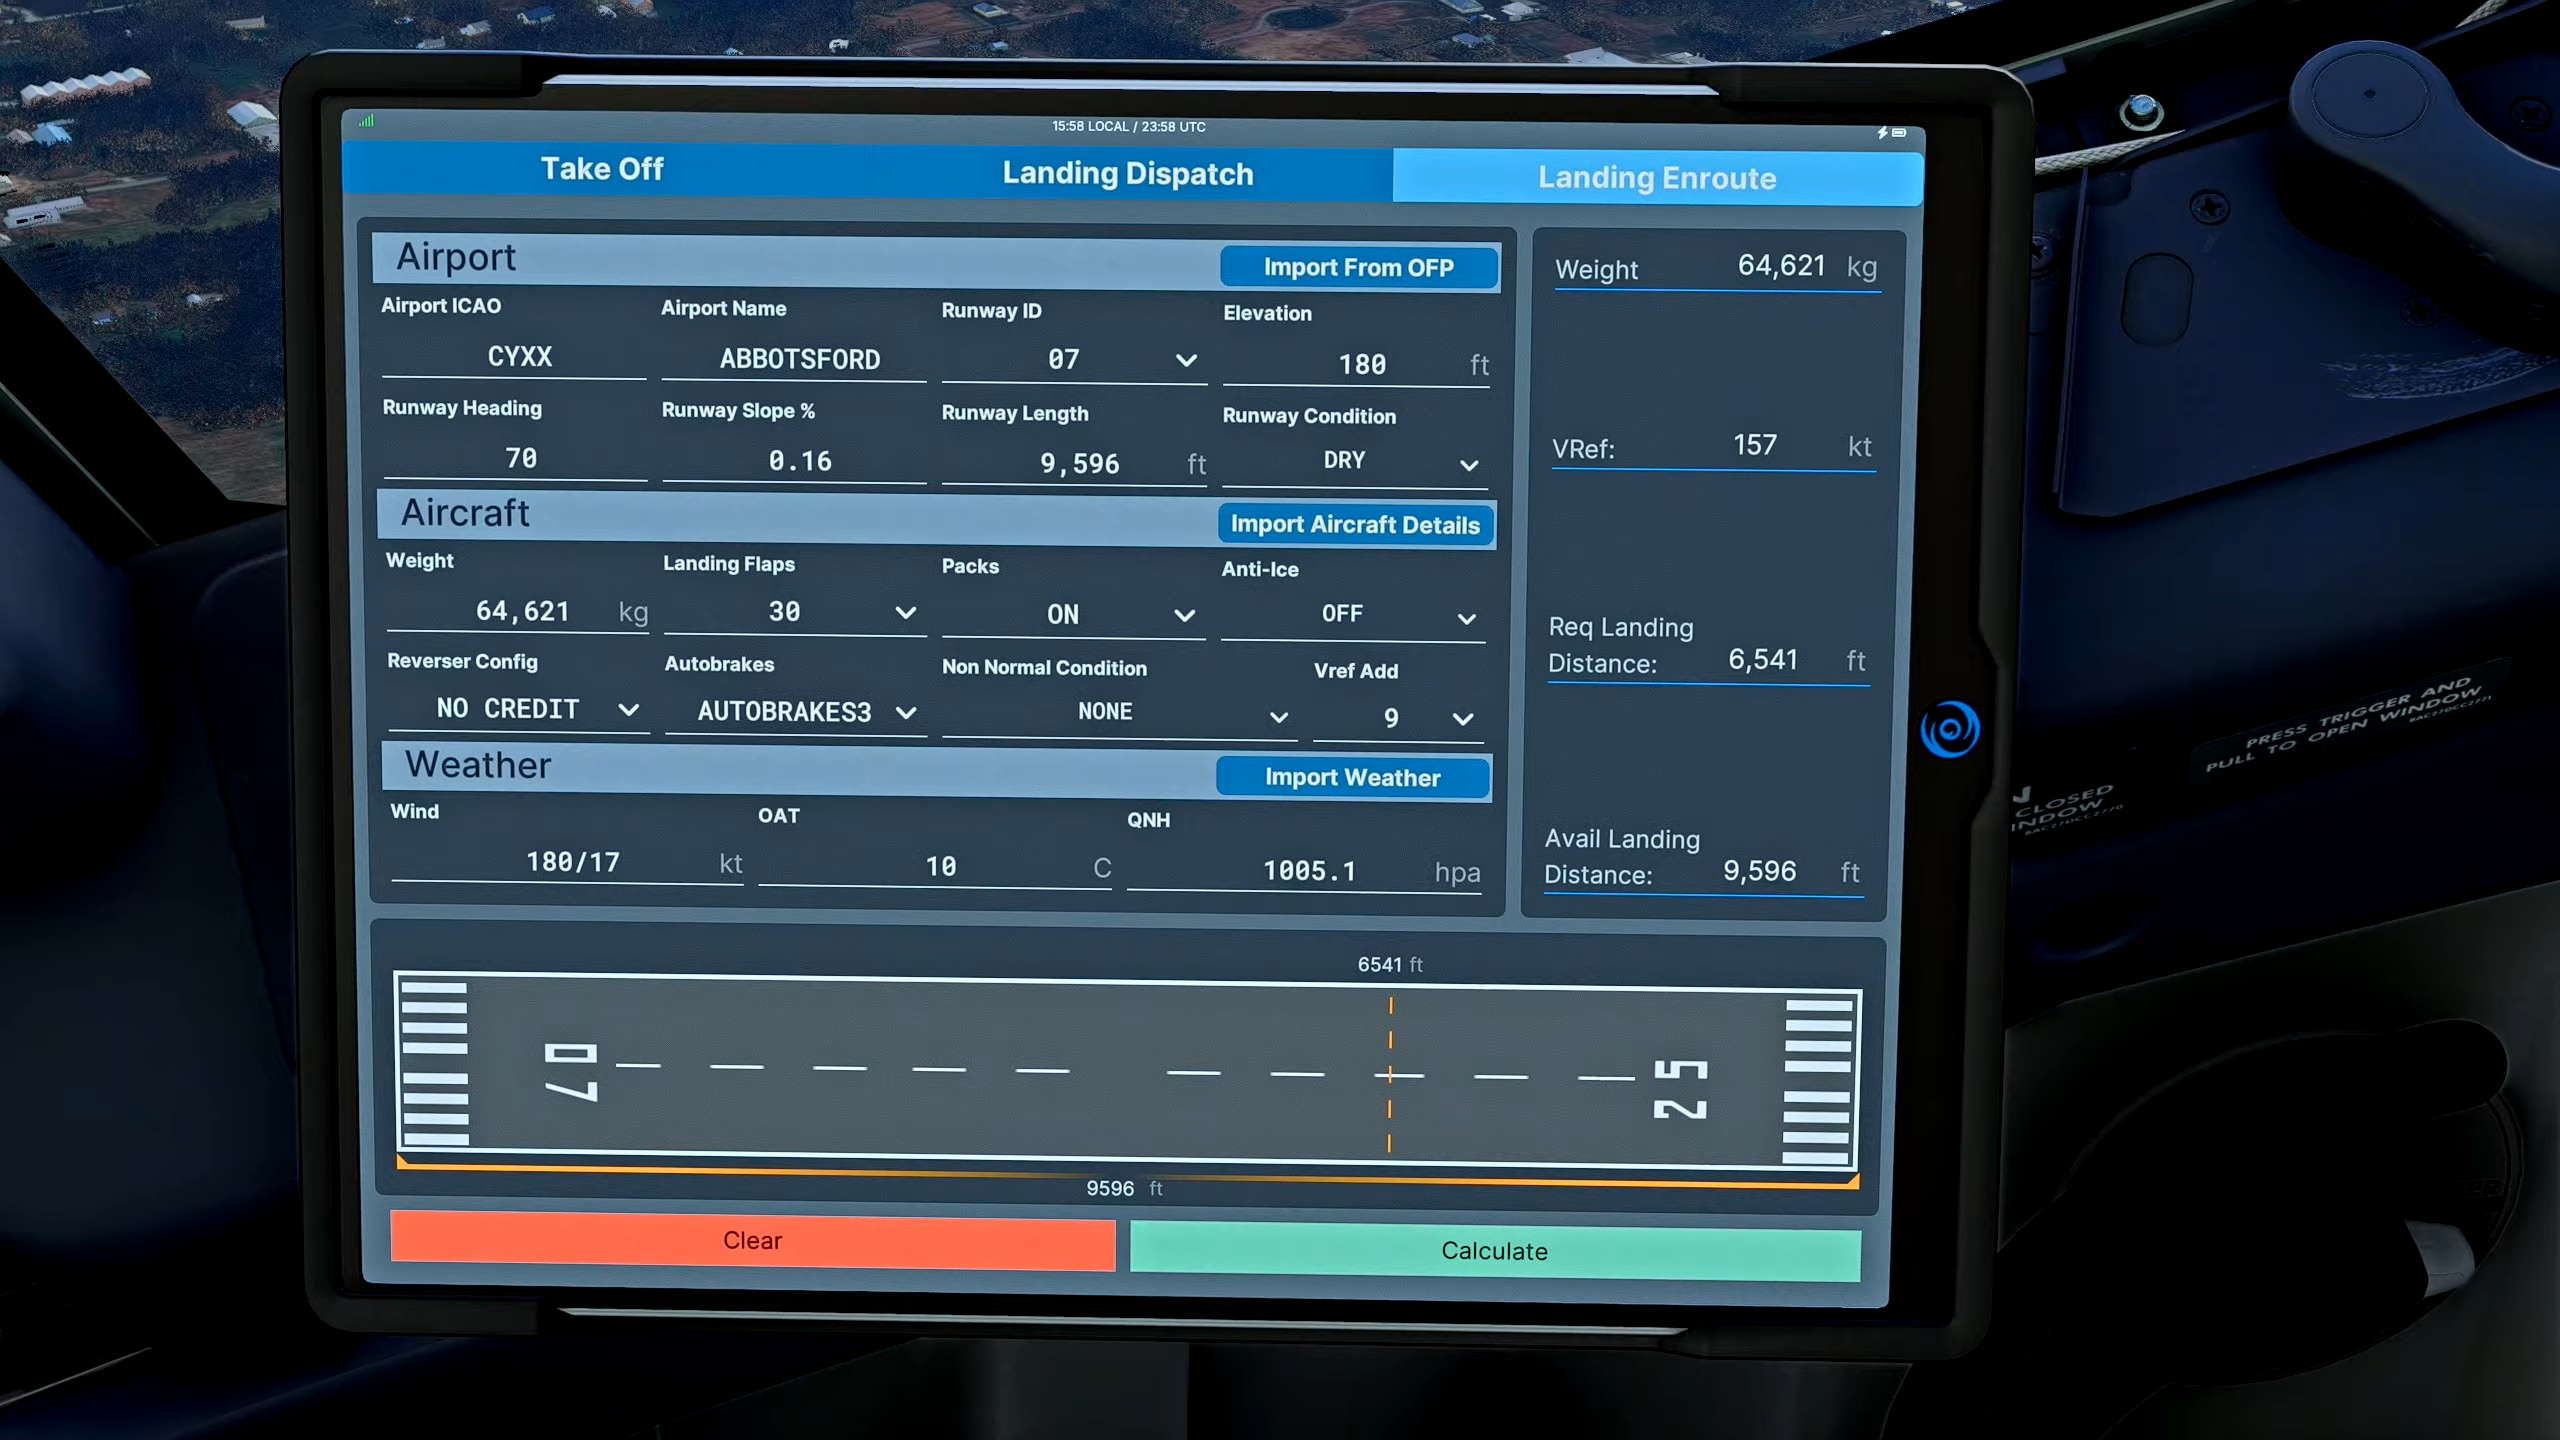 15:58 LOCAL / 23:58 UTC
Take Off Landing Dispatch Landing Enroute
Airport Import From OFP
Airport ICAO Airport Name Runway ID Elevation
CYXX ABBOTSFORD 07 180 ft
Runway Heading Runway Slope % Runway Length Runway Condition
70 0.16 9,596 ft DRY
Aircraft Import Aircraft Details
Weight Landing Flaps Packs Anti-Ice
64,621 kg 30 ON OFF
Reverser Config Autobrakes Non Normal Condition Vref Add
NO CREDIT AUTOBRAKES3 NONE 9
Weather Import Weather
Wind OAT QNH
180/17 kt 10 C 1005.1 hpa
Weight 64,621 kg
VRef: 157 kt
Req Landing
Distance: 6,541 ft
Avail Landing
Distance: 9,596 ft
6541 ft
07 25
9596 ft
Clear Calculate
PRESS TRIGGER AND
PULL TO OPEN WINDOW
CLOSED